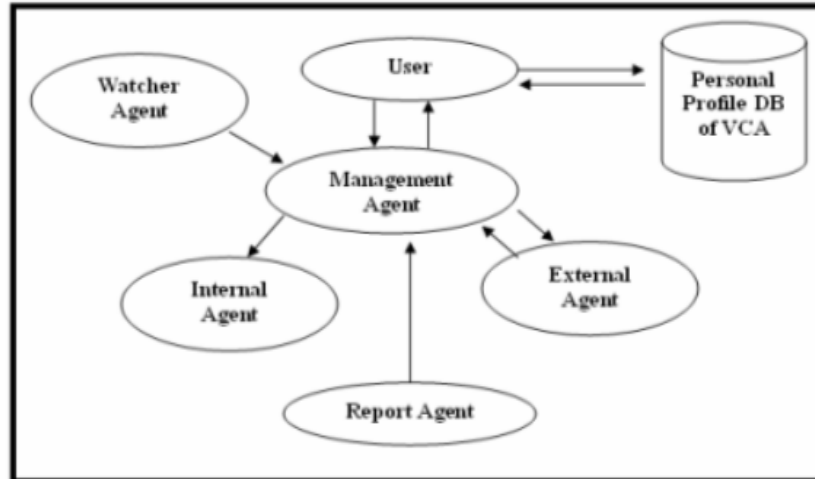 User
Personal
Profile DB
of VCA
Watcher
Agent
Management
Agent
Internal
Agent
External
Agent
Report Agent